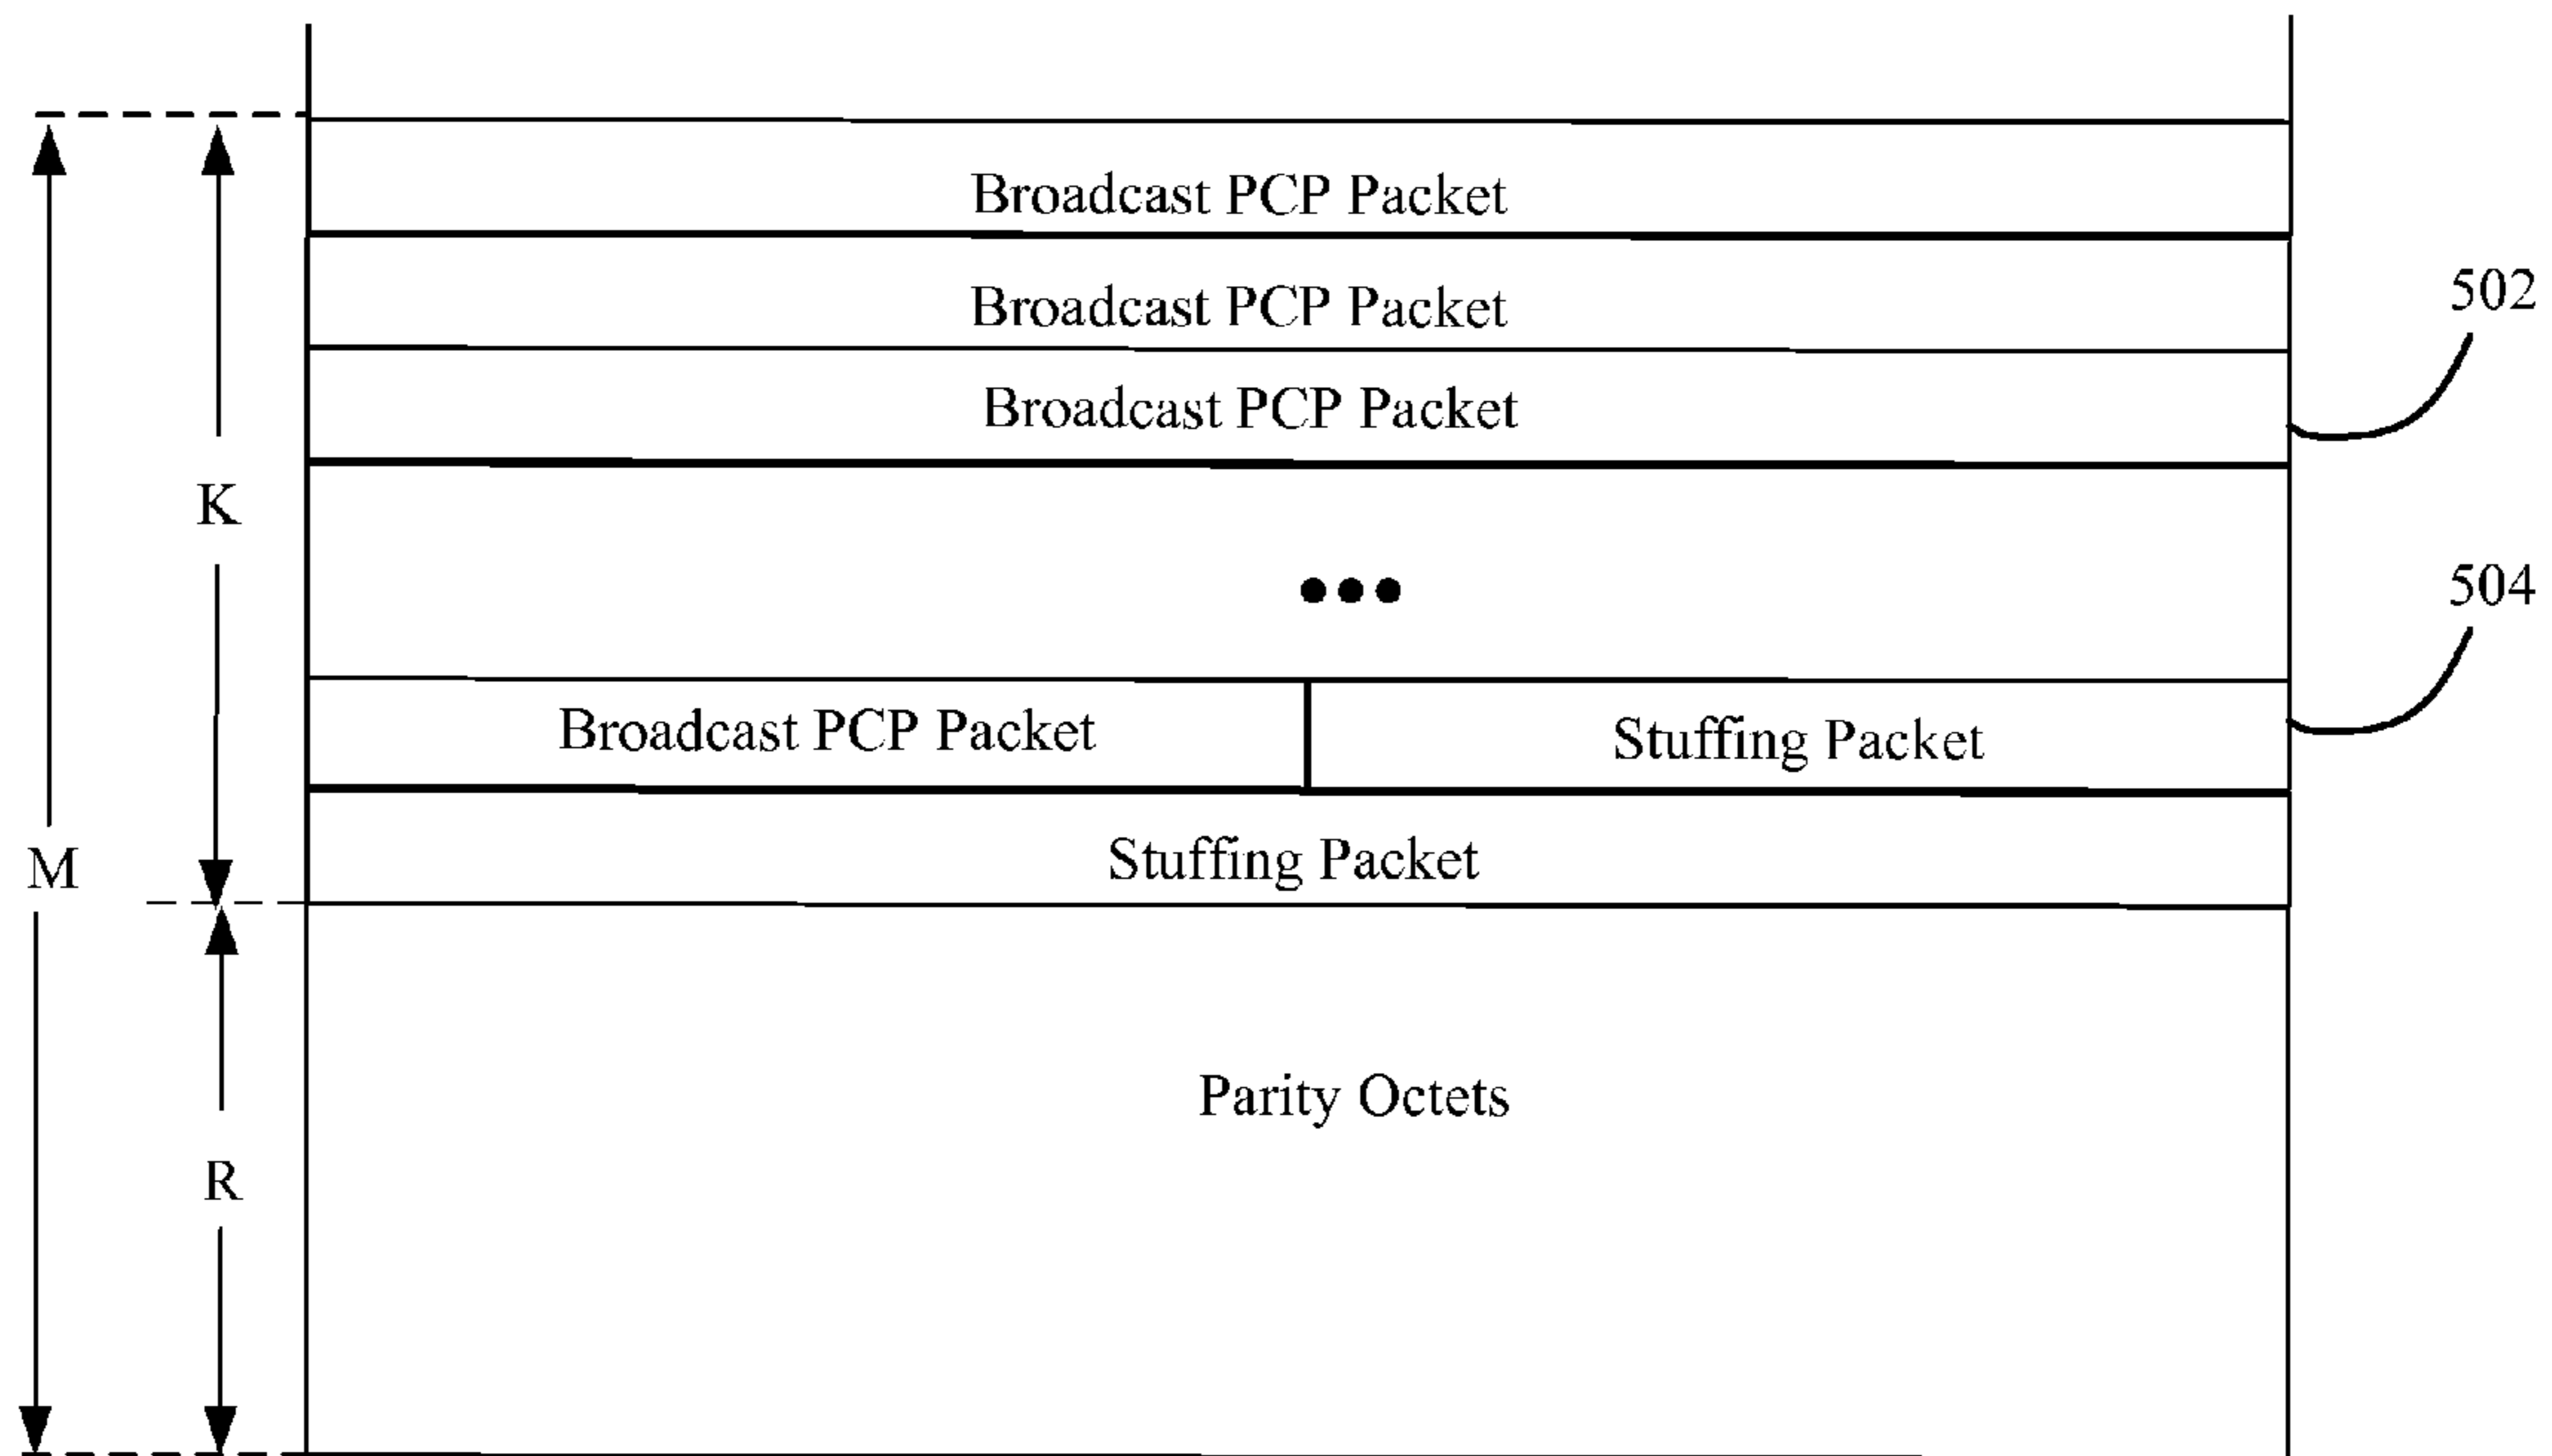 Broadcast PCP Packet
Broadcast PCP Packet
502
Broadcast PCP Packet
K
•••
504
Broadcast PCP Packet Stuffing Packet
M
Stuffing Packet
Parity Octets
R